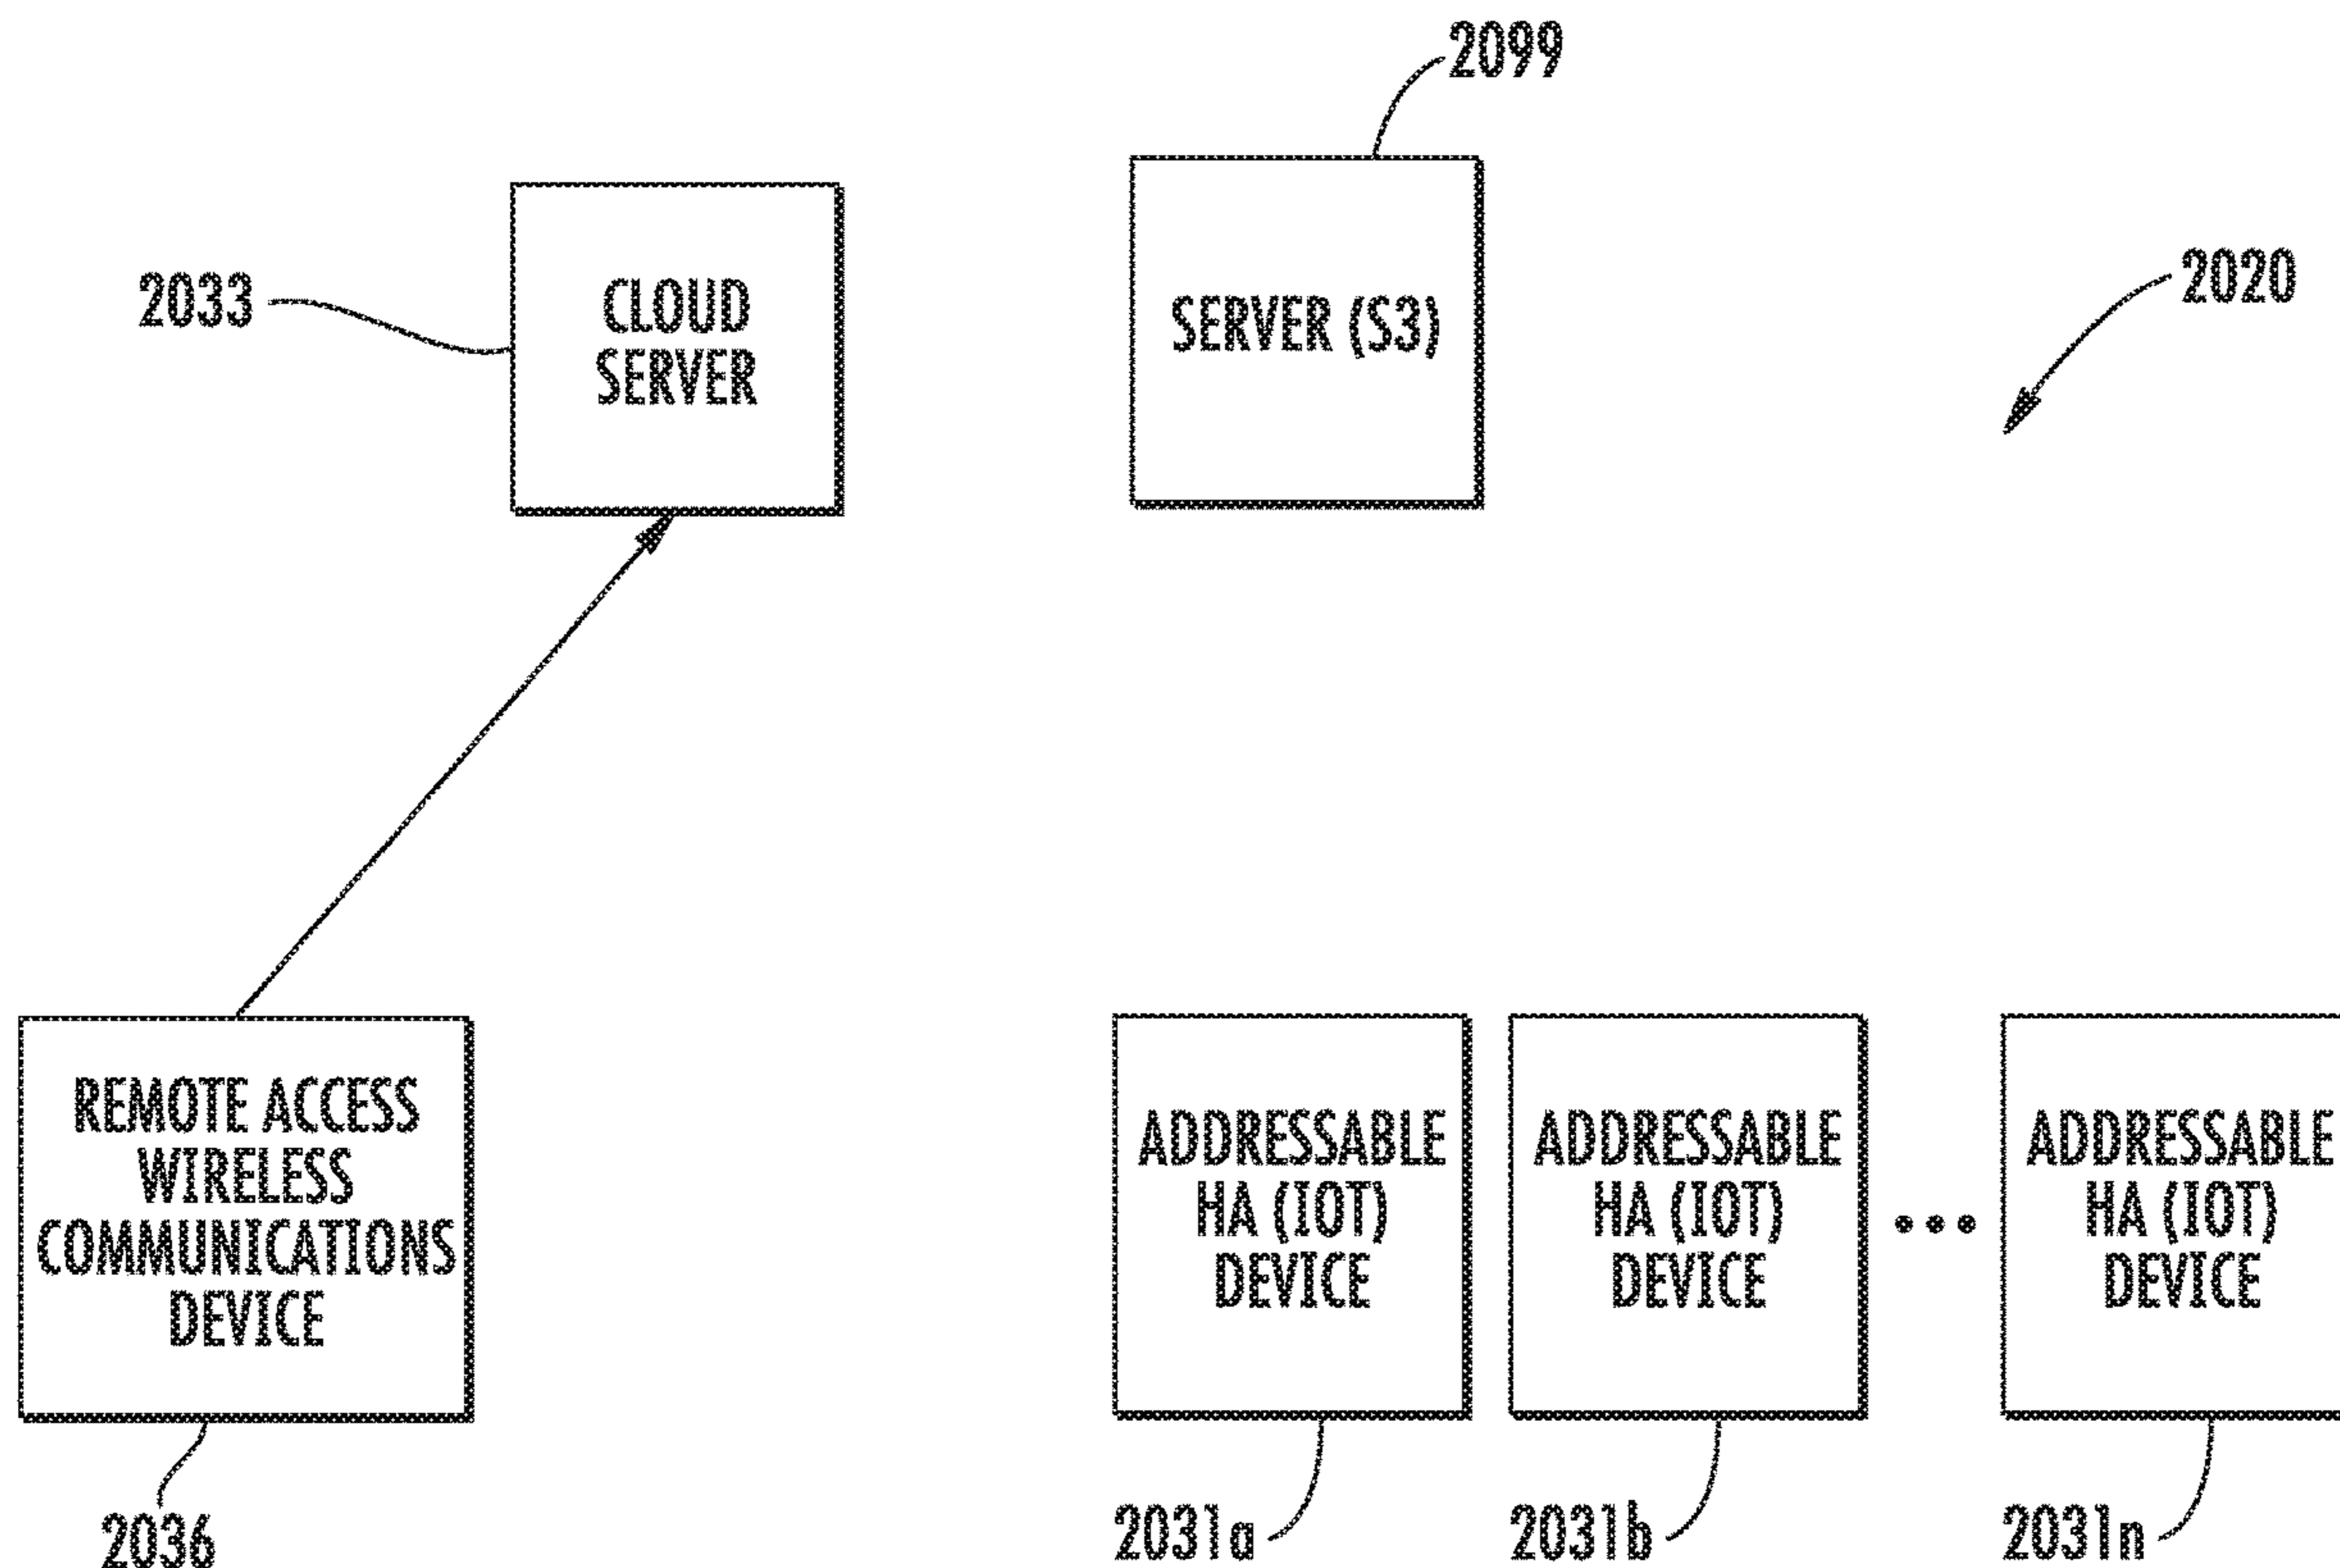 2099
2033
CLOUD
SERVER
SERVER (S3)
2020
REMOTE ACCESS
WIRELESS
COMMUNICATIONS
DEVICE
ADDRESSABLE
HA (IOT)
DEVICE
ADDRESSABLE
HA (IOT)
DEVICE
•••
ADDRESSABLE
HA (IOT)
DEVICE
2036
2031a
2031b
2031n